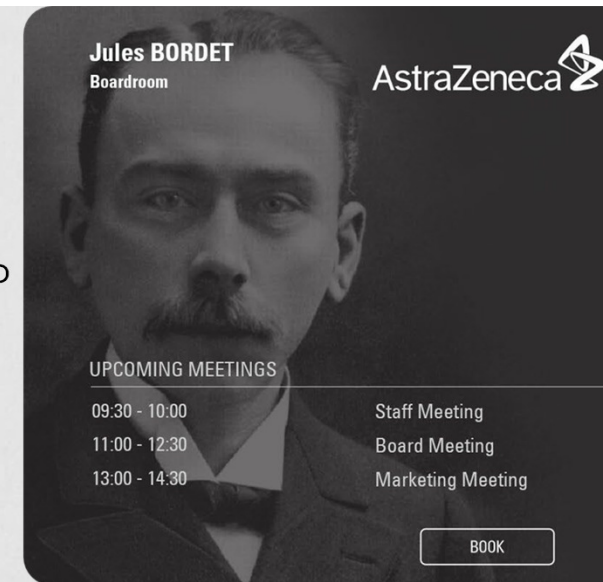 Jules BORDET
Boardroom
AstraZeneca
UPCOMING MEETINGS
09:30 - 10:00 Staff Meeting
11:00 - 12:30 Board Meeting
13:00 - 14:30 Marketing Meeting
BOOK